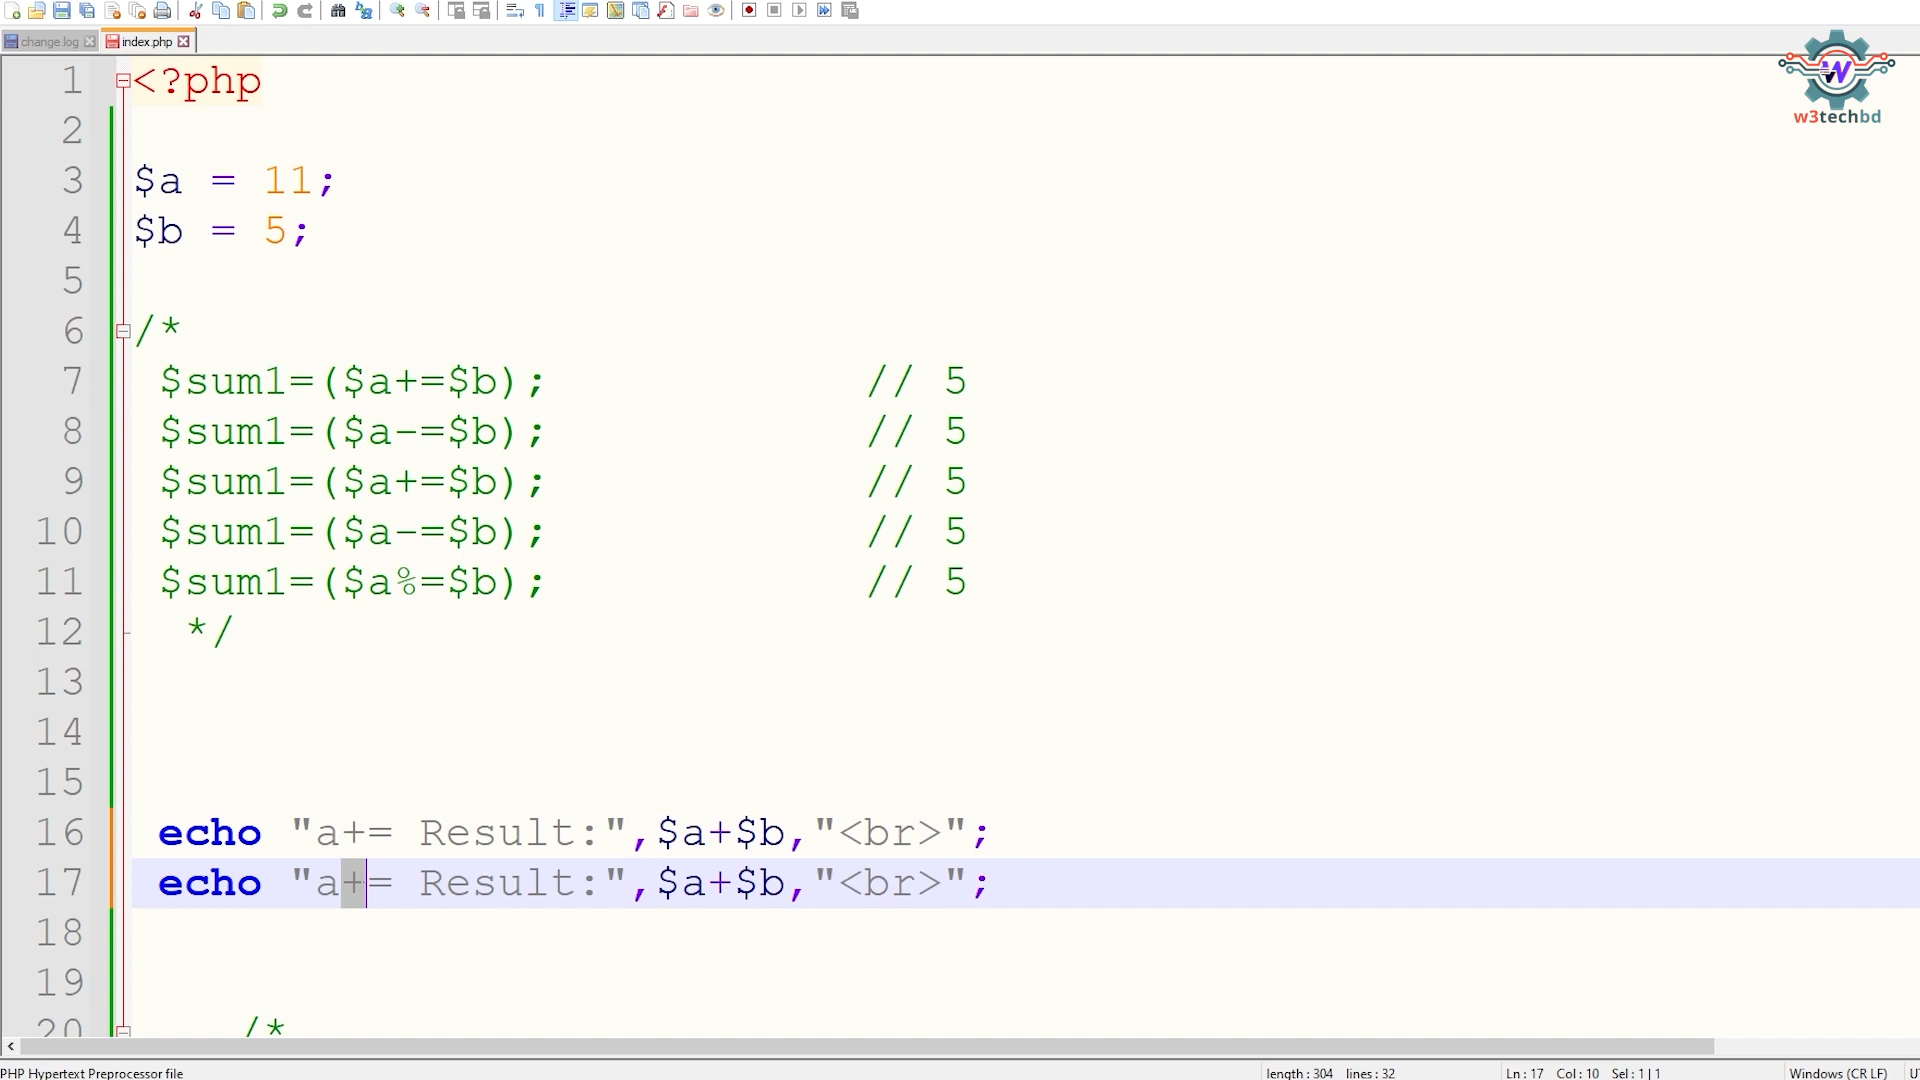 change.log index.php
w3techbd
1 <?php
2
3 $a = 11;
4 $b = 5;
5
6 /*
7 $sum1=($a+=$b); // 5
8 $sum1=($a-=$b); // 5
9 $sum1=($a+=$b); // 5
10 $sum1=($a-=$b); // 5
11 $sum1=($a%=$b); // 5
12 */
13
14
15
16 echo "a+= Result:",$a+$b,"<br>";
17 echo "a+= Result:",$a+$b,"<br>";
18
19
20 /*
PHP Hypertext Preprocessor file length : 304 lines : 32 Ln : 17 Col : 10 Sel : 1 | 1 Windows (CR LF) U